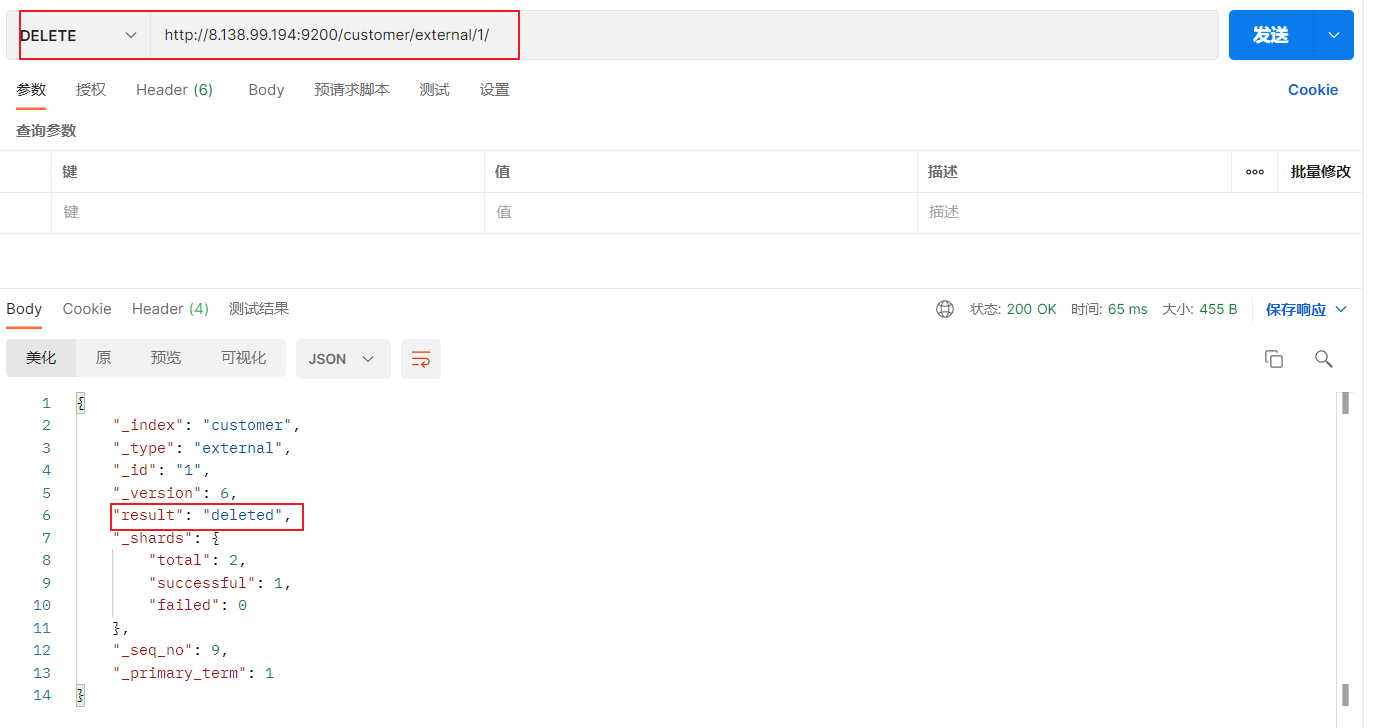 DELETE http://8.138.99.194:9200/customer/external/1/ 发送
参数 授权 Header (6) Body 预请求脚本 测试 设置 Cookie
查询参数
键 值 描述 批量修改
键 值 描述
Body Cookie Header (4) 测试结果 状态: 200 OK 时间: 65 ms 大小: 455 B 保存响应
美化 原 预览 可视化 JSON
1 {
2 "_index": "customer",
3 "_type": "external",
4 "_id": "1",
5 "_version": 6,
6 "result": "deleted",
7 "_shards": {
8 "total": 2,
9 "successful": 1,
10 "failed": 0
11 },
12 "_seq_no": 9,
13 "_primary_term": 1
14 }